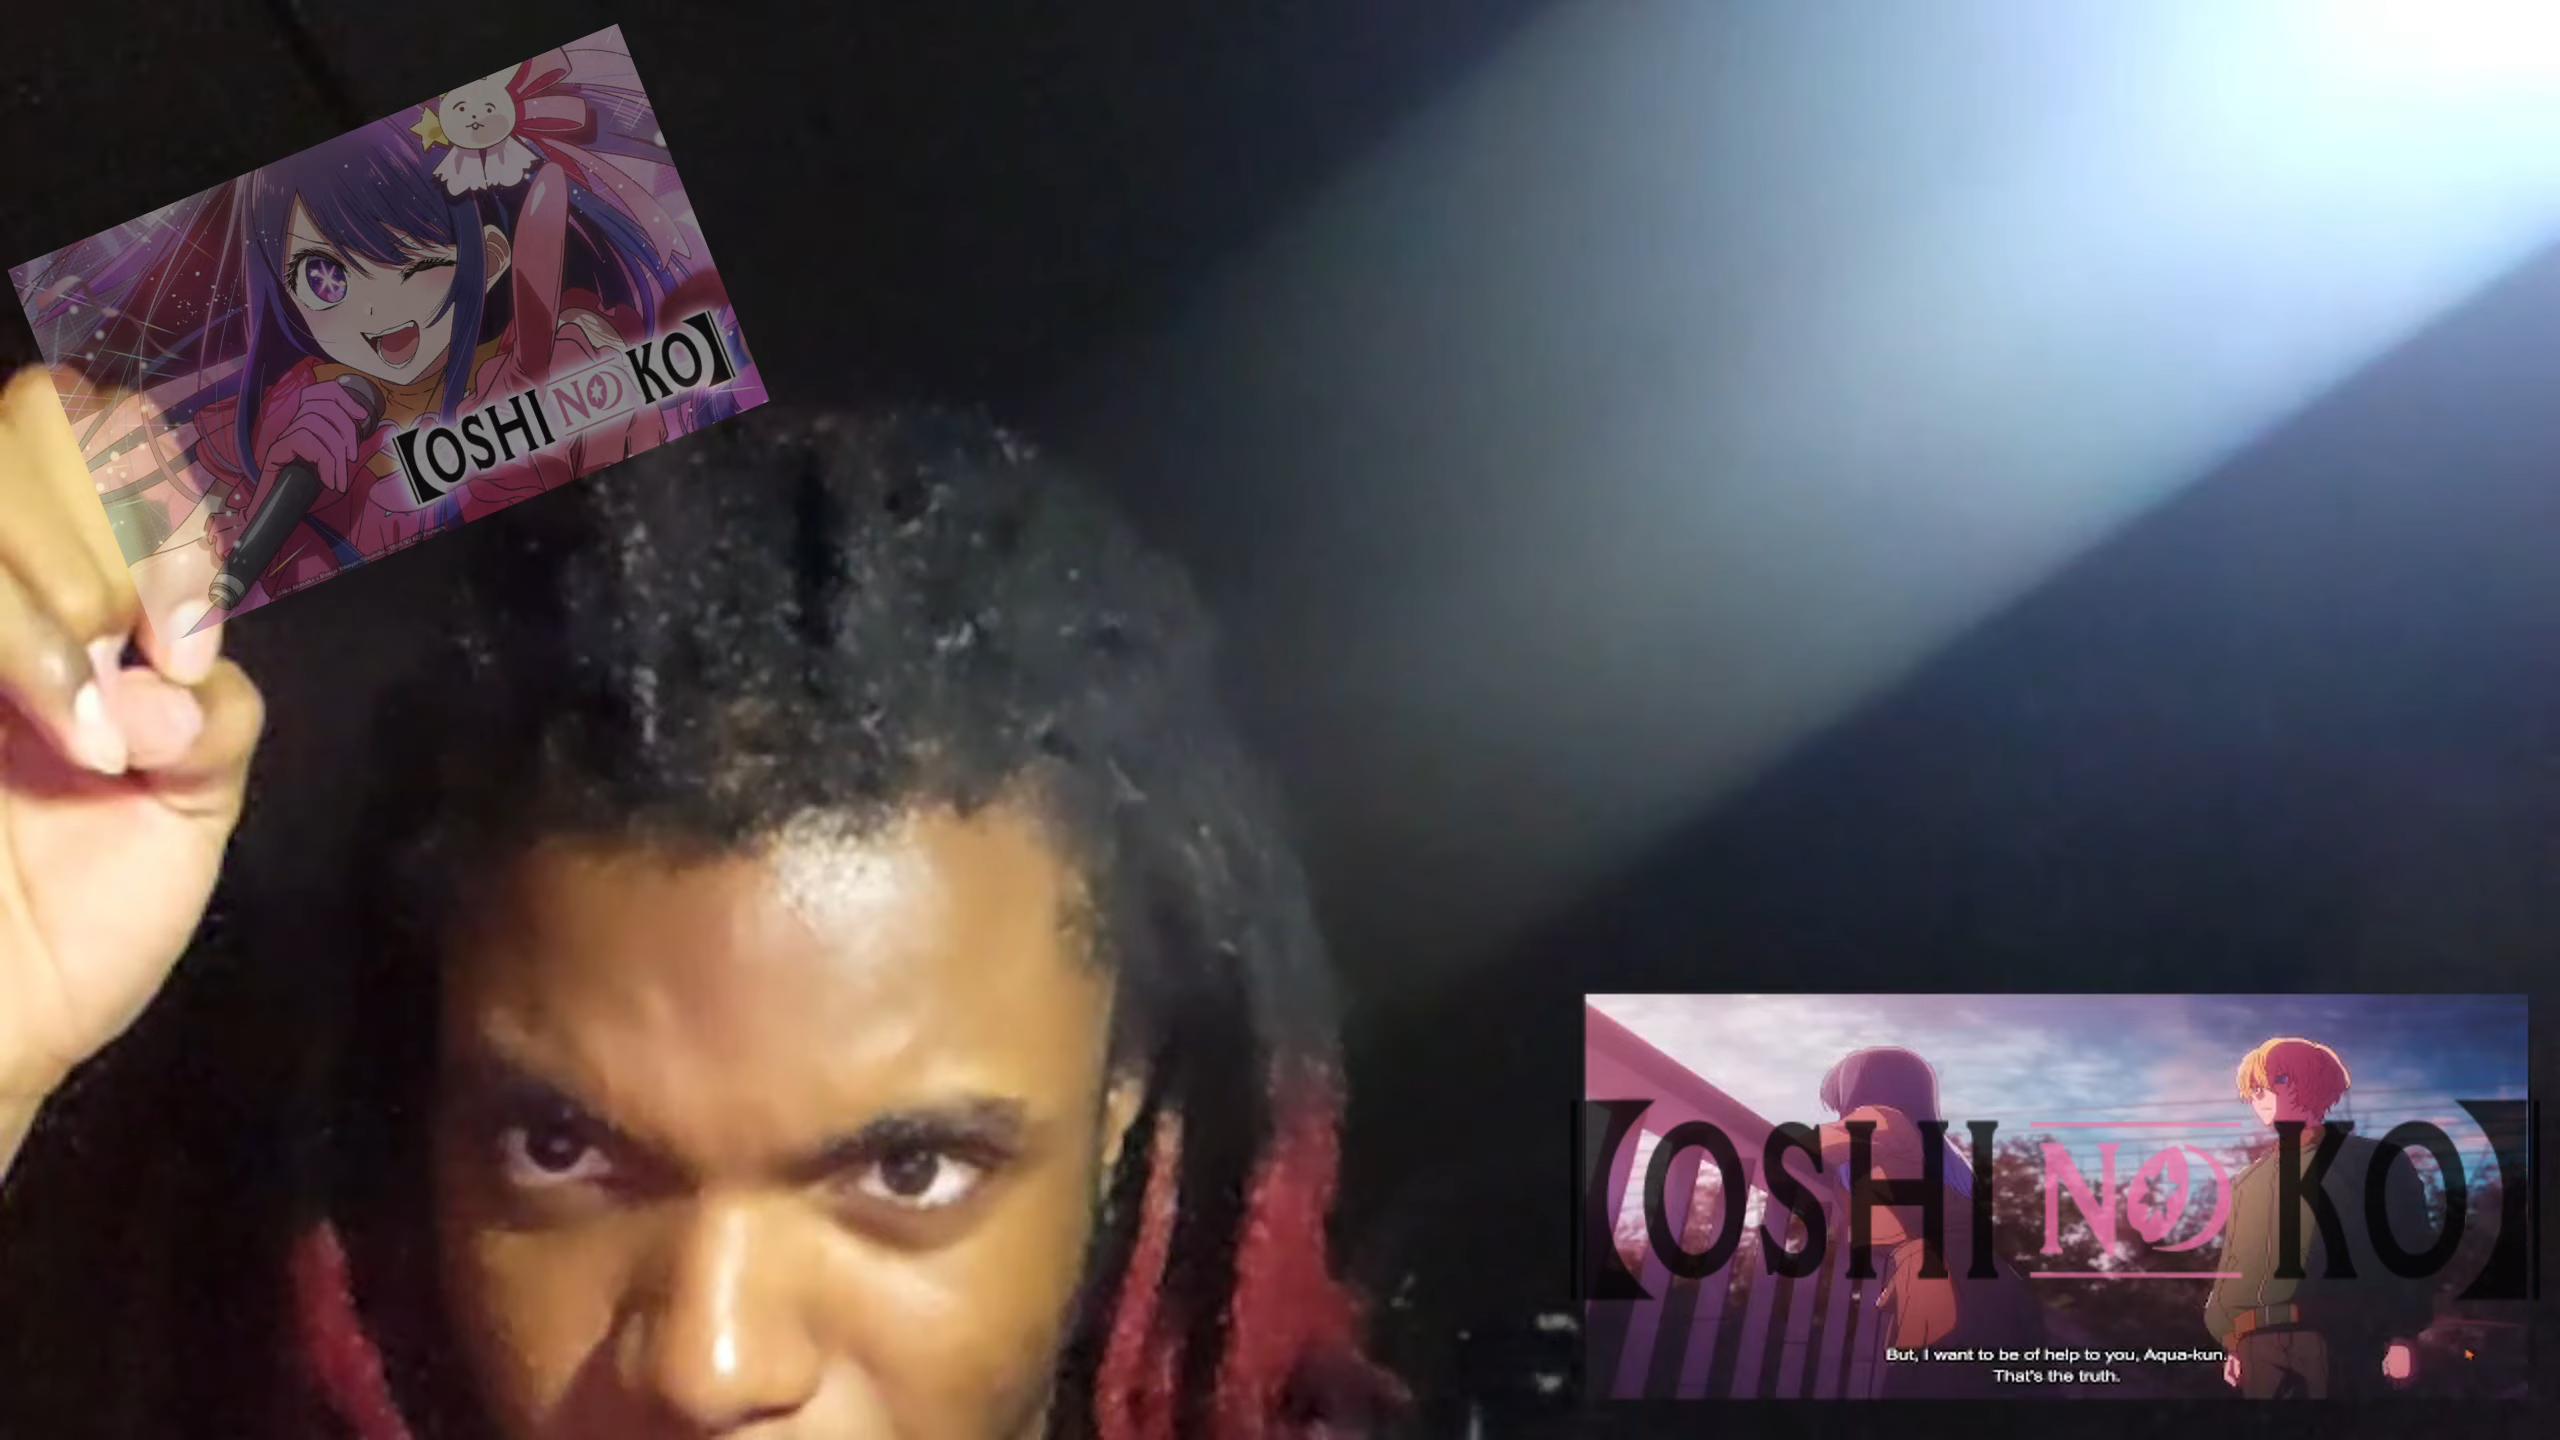 【OSHI NO KO】
【OSHI NO KO】
But, I want to be of help to you, Aqua-kun.
That's the truth.